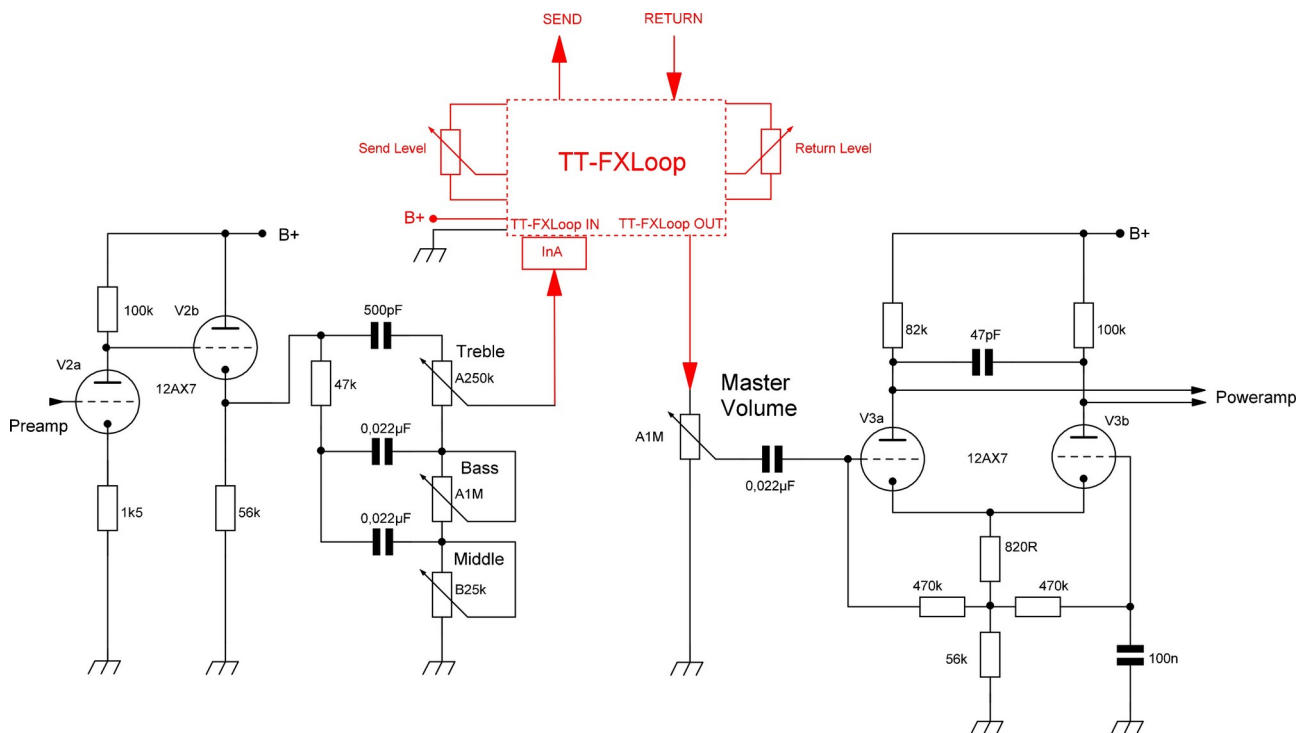 SEND
RETURN
Send Level
Return Level
TT-FXLoop
B+
TT-FXLoop IN
TT-FXLoop OUT
InA
B+
100k
V2b
V2a
12AX7
Preamp
1k5
56k
500pF
Treble
A250k
47k
0,022µF
Bass
A1M
0,022µF
Middle
B25k
Master
Volume
A1M
0,022µF
B+
82k
47pF
100k
Poweramp
V3a
V3b
12AX7
820R
470k
470k
56k
100n